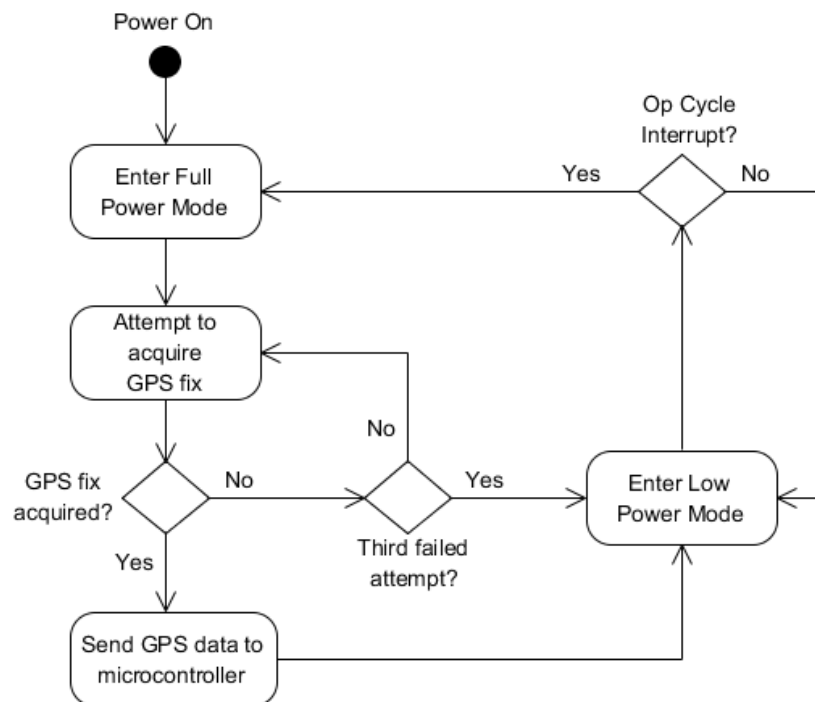 Power On
Op Cycle
Interrupt?
Enter Full
Power Mode
Yes
No
Attempt to
acquire
GPS fix
No
GPS fix
acquired?
No
Yes
Enter Low
Power Mode
Third failed
attempt?
Yes
Send GPS data to
microcontroller